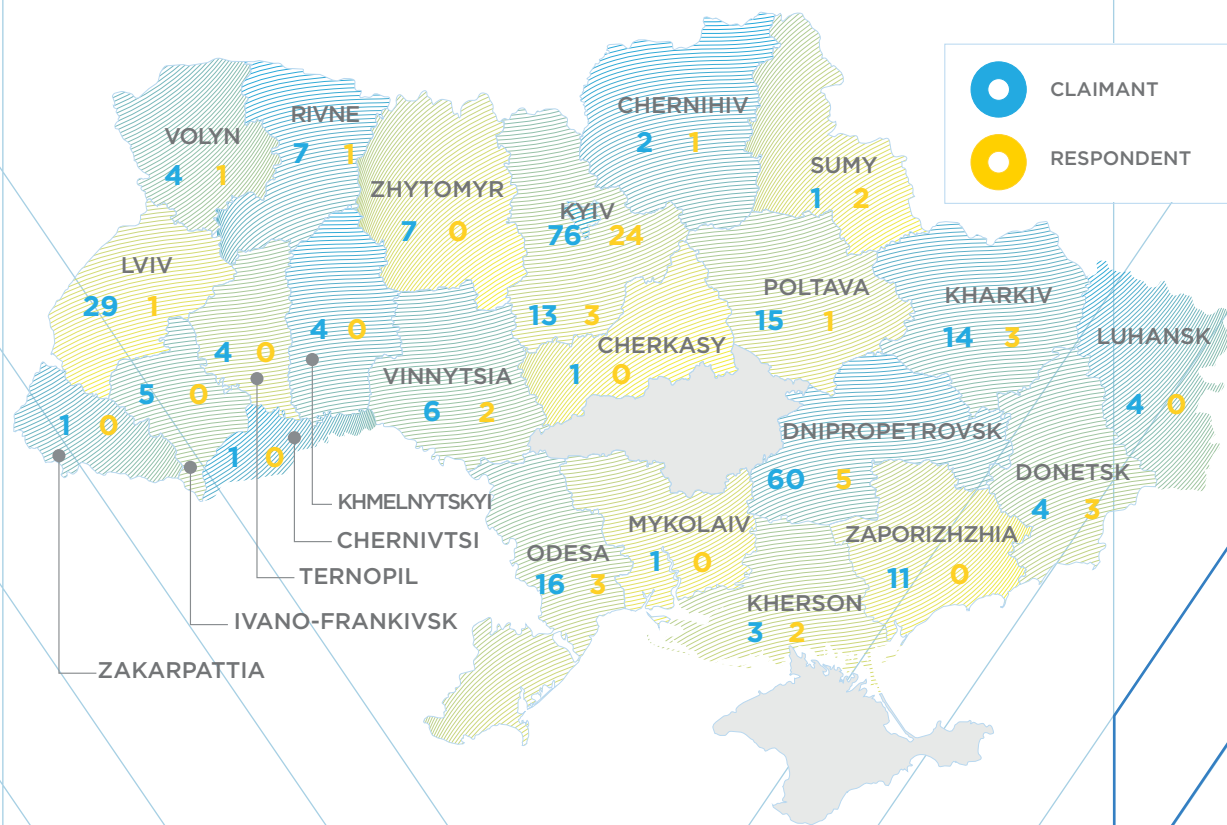 CLAIMANT
RESPONDENT
VOLYN
4 1
RIVNE
7 1
ZHYTOMYR
7 0
KYIV
76 24
13 3
CHERNIHIV
2 1
SUMY
1 2
LVIV
29 1
4 0
4 0
5 0
1 0
1 0
VINNYTSIA
6 2
CHERKASY
1 0
POLTAVA
15 1
KHARKIV
14 3
LUHANSK
4 0
DNIPROPETROVSK
60 5
DONETSK
4 3
ZAPORIZHZHIA
11 0
MYKOLAIV
1 0
ODESA
16 3
KHERSON
3 2
KHMELNYTSKYI
CHERNIVTSI
TERNOPIL
IVANO-FRANKIVSK
ZAKARPATTIA